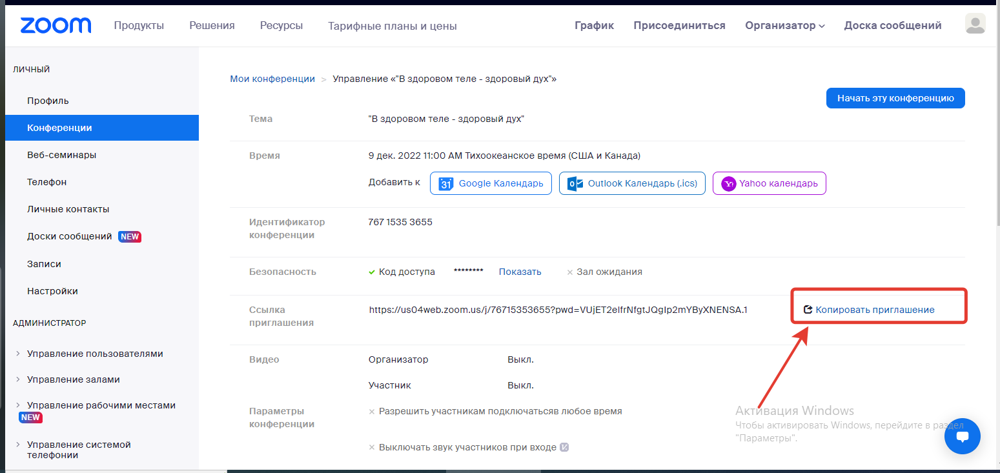 zoom
Продукты
Решения
Ресурсы
Тарифные планы и цены
График
Присоединиться
Организатор
Доска сообщений
ЛИЧНЫЙ
Профиль
Конференции
Веб-семинары
Телефон
Личные контакты
Доски сообщений NEW
Записи
Настройки
АДМИНИСТРАТОР
Управление пользователями
Управление залами
Управление рабочими местами
NEW
Управление системой
телефонии
Мои конференции > Управление «"В здоровом теле - здоровый дух"»
Начать эту конференцию
Тема
"В здоровом теле - здоровый дух"
Время
9 дек. 2022 11:00 AM Тихоокеанское время (США и Канада)
Добавить к
31 Google Календарь
Outlook Календарь (.ics)
Yahoo календарь
Идентификатор
конференции
767 1535 3655
Безопасность
Код доступа
********
Показать
Зал ожидания
Ссылка
приглашения
https://us04web.zoom.us/j/76715353655?pwd=VUjET2elfrNfgtJQgIp2mYByXNENSA.1
Копировать приглашение
Видео
Организатор
Выкл.
Участник
Выкл.
Параметры
конференции
Разрешить участникам подключатьсяв любое время
Выключать звук участников при входе
Активация Windows
Чтобы активировать Windows, перейдите в раздел
"Параметры".